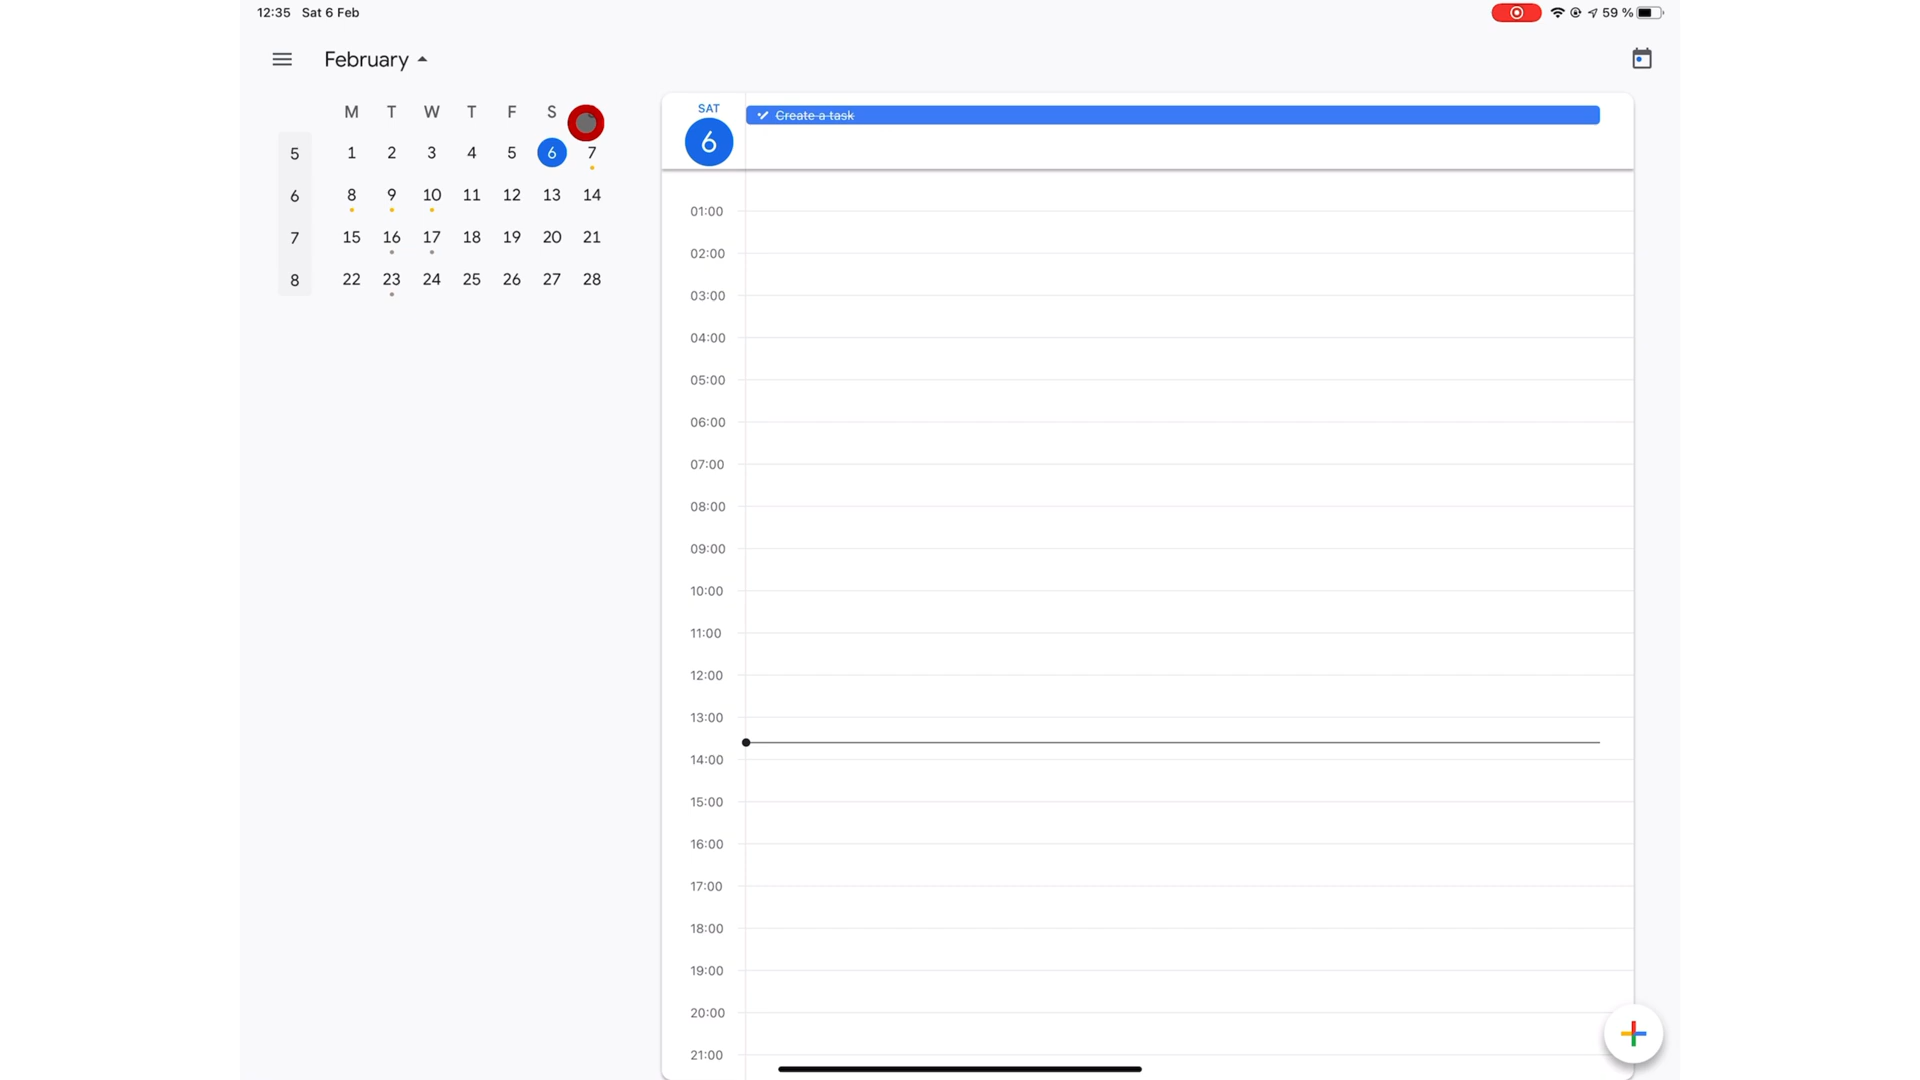 12:35 Sat 6 Feb 59 %
February
M T W T F S
5 1 2 3 4 5 6 7
6 8 9 10 11 12 13 14
7 15 16 17 18 19 20 21
8 22 23 24 25 26 27 28
SAT
6
Create a task
01:00
02:00
03:00
04:00
05:00
06:00
07:00
08:00
09:00
10:00
11:00
12:00
13:00
14:00
15:00
16:00
17:00
18:00
19:00
20:00
21:00